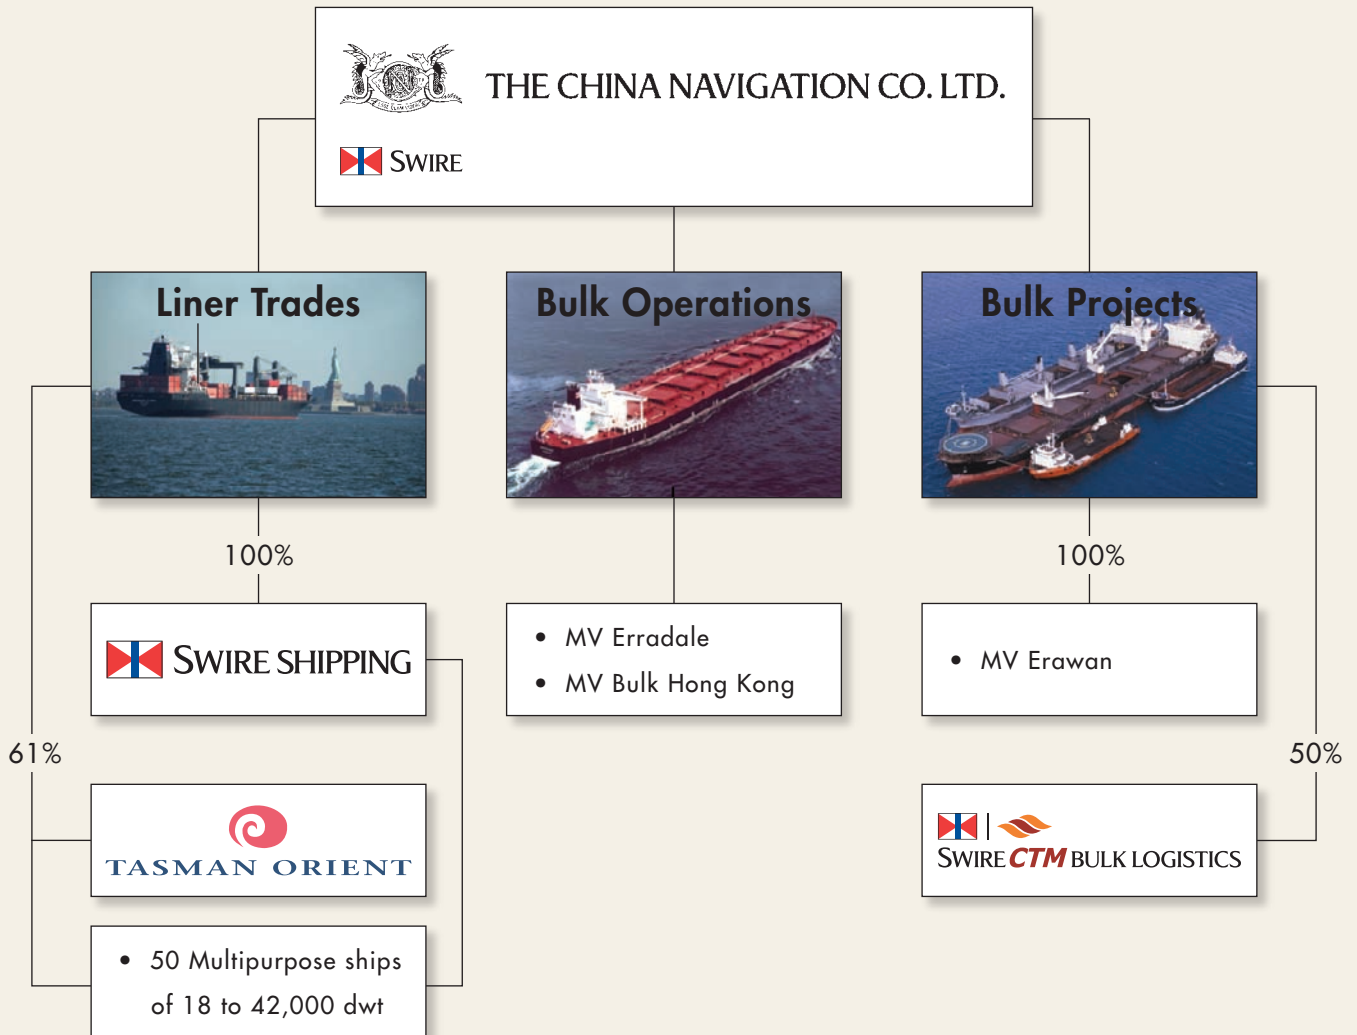 THE CHINA NAVIGATION CO. LTD.
SWIRE
Liner Trades
Bulk Operations
Bulk Projects
100%
100%
SWIRE SHIPPING
• MV Erradale
• MV Bulk Hong Kong
• MV Erawan
61%
50%
TASMAN ORIENT
SWIRE CTM BULK LOGISTICS
• 50 Multipurpose ships
of 18 to 42,000 dwt